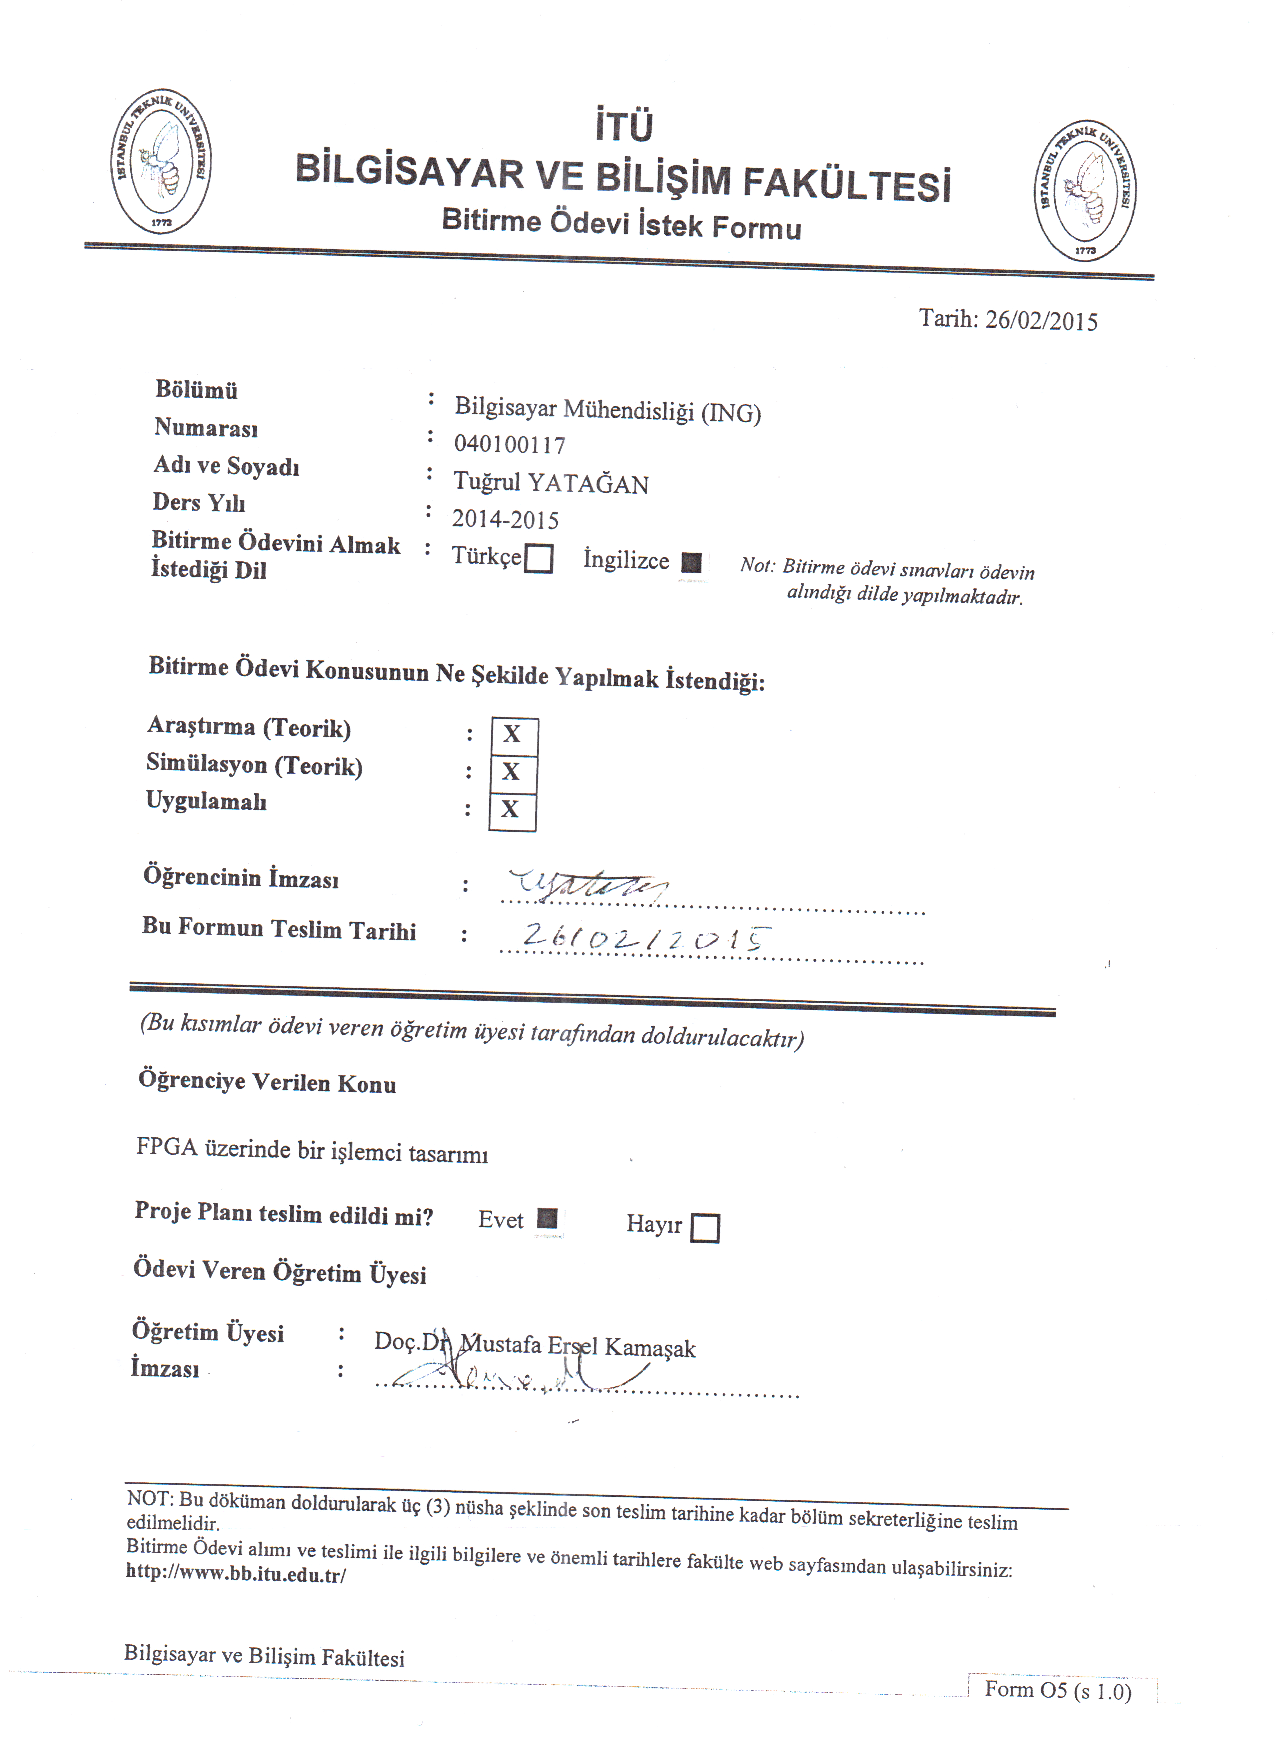 İSTANBUL TEKNİK ÜNİVERSİTESİ
1773
İTÜ
BİLGİSAYAR VE BİLİŞİM FAKÜLTESİ
Bitirme Ödevi İstek Formu
İSTANBUL TEKNİK ÜNİVERSİTESİ
1773
Tarih: 26/02/2015
Bölümü : Bilgisayar Mühendisliği (ING)
Numarası : 040100117
Adı ve Soyadı : Tuğrul YATAĞAN
Ders Yılı : 2014-2015
Bitirme Ödevini Almak : Türkçe İngilizce Not: Bitirme ödevi sınavları ödevin
İstediği Dil alındığı dilde yapılmaktadır.
Bitirme Ödevi Konusunun Ne Şekilde Yapılmak İstendiği:
Araştırma (Teorik) : X
Simülasyon (Teorik) : X
Uygulamalı : X
Öğrencinin İmzası :
Bu Formun Teslim Tarihi : 26/02/2015
(Bu kısımlar ödevi veren öğretim üyesi tarafından doldurulacaktır)
Öğrenciye Verilen Konu
FPGA üzerinde bir işlemci tasarımı
Proje Planı teslim edildi mi? Evet Hayır
Ödevi Veren Öğretim Üyesi
Öğretim Üyesi : Doç.Dr. Mustafa Ersel Kamaşak
İmzası :
NOT: Bu döküman doldurularak üç (3) nüsha şeklinde son teslim tarihine kadar bölüm sekreterliğine teslim
edilmelidir.
Bitirme Ödevi alımı ve teslimi ile ilgili bilgilere ve önemli tarihlere fakülte web sayfasından ulaşabilirsiniz:
http://www.bb.itu.edu.tr/
Bilgisayar ve Bilişim Fakültesi
Form O5 (s 1.0)